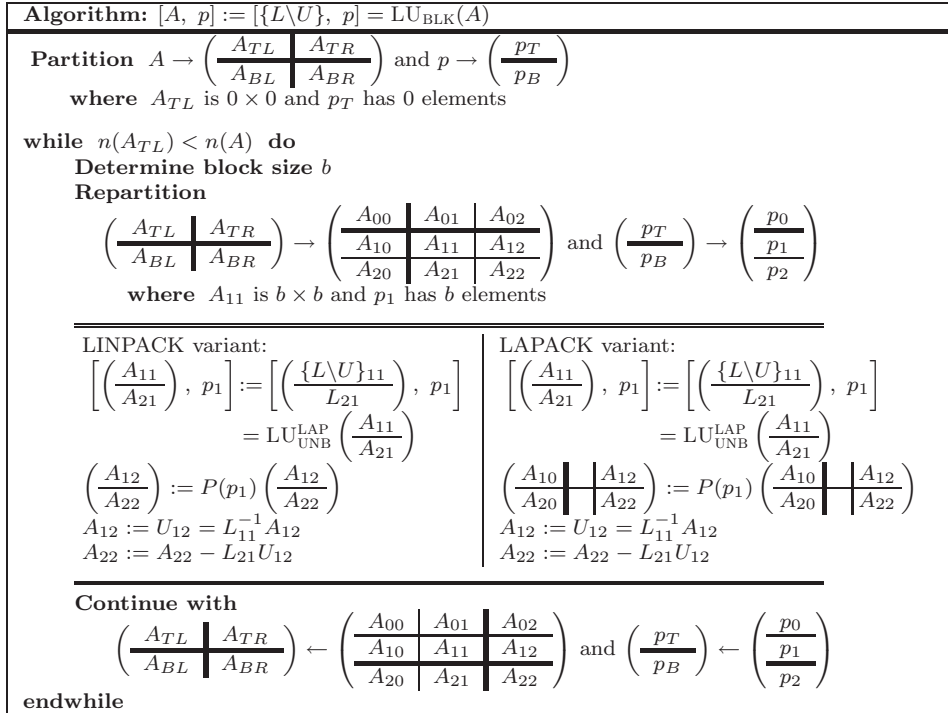 Algorithm: [A, p] := [{L\U}, p] = LU_BLK(A)
Partition A → ( A_TL | A_TR / A_BL | A_BR ) and p → ( p_T / p_B )
where A_TL is 0 × 0 and p_T has 0 elements
while n(A_TL) < n(A) do
Determine block size b
Repartition
( A_TL | A_TR / A_BL | A_BR ) → ( A_00 | A_01 | A_02 / A_10 | A_11 | A_12 / A_20 | A_21 | A_22 ) and ( p_T / p_B ) → ( p_0 / p_1 / p_2 )
where A_11 is b × b and p_1 has b elements
LINPACK variant:
[ ( A_11 / A_21 ), p_1 ] := [ ( {L\U}_11 / L_21 ), p_1 ]
= LU_UNB^LAP ( A_11 / A_21 )
( A_12 / A_22 ) := P(p_1) ( A_12 / A_22 )
A_12 := U_12 = L_11^{-1} A_12
A_22 := A_22 − L_21 U_12
LAPACK variant:
[ ( A_11 / A_21 ), p_1 ] := [ ( {L\U}_11 / L_21 ), p_1 ]
= LU_UNB^LAP ( A_11 / A_21 )
( A_10 | | A_12 / A_20 | | A_22 ) := P(p_1) ( A_10 | | A_12 / A_20 | | A_22 )
A_12 := U_12 = L_11^{-1} A_12
A_22 := A_22 − L_21 U_12
Continue with
( A_TL | A_TR / A_BL | A_BR ) ← ( A_00 | A_01 | A_02 / A_10 | A_11 | A_12 / A_20 | A_21 | A_22 ) and ( p_T / p_B ) ← ( p_0 / p_1 / p_2 )
endwhile